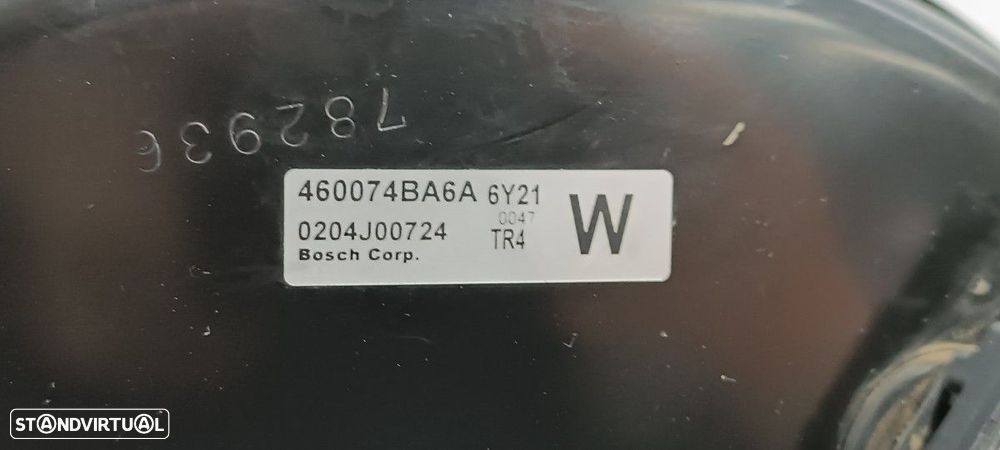 782936
460074BA6A 6Y21
0047
0204J00724 TR4
W
Bosch Corp.
STANDVIRTUAL